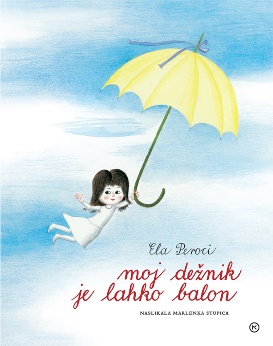 Ela Peroci
moj dežnik
je lahko balon
NASLIKALA MARLENKA STUPICA
M